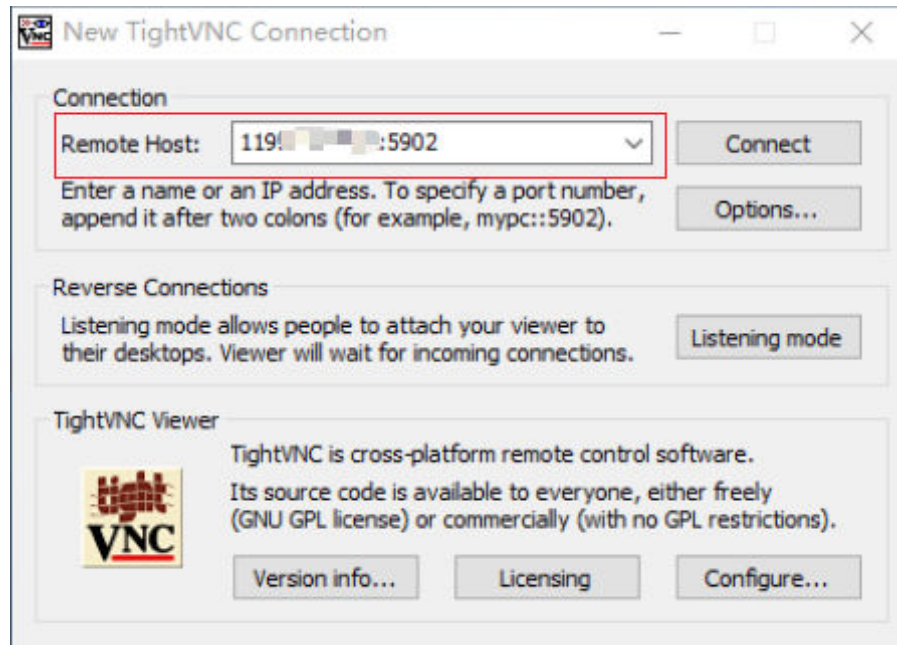 New TightVNC Connection
Connection
Remote Host:
:5902
Connect
Enter a name or an IP address. To specify a port number,
append it after two colons (for example, mypc::5902).
Options...
Reverse Connections
Listening mode allows people to attach your viewer to
their desktops. Viewer will wait for incoming connections.
Listening mode
TightVNC Viewer
TightVNC is cross-platform remote control software.
Its source code is available to everyone, either freely
(GNU GPL license) or commercially (with no GPL restrictions).
tight
VNC
Version info...
Licensing
Configure...